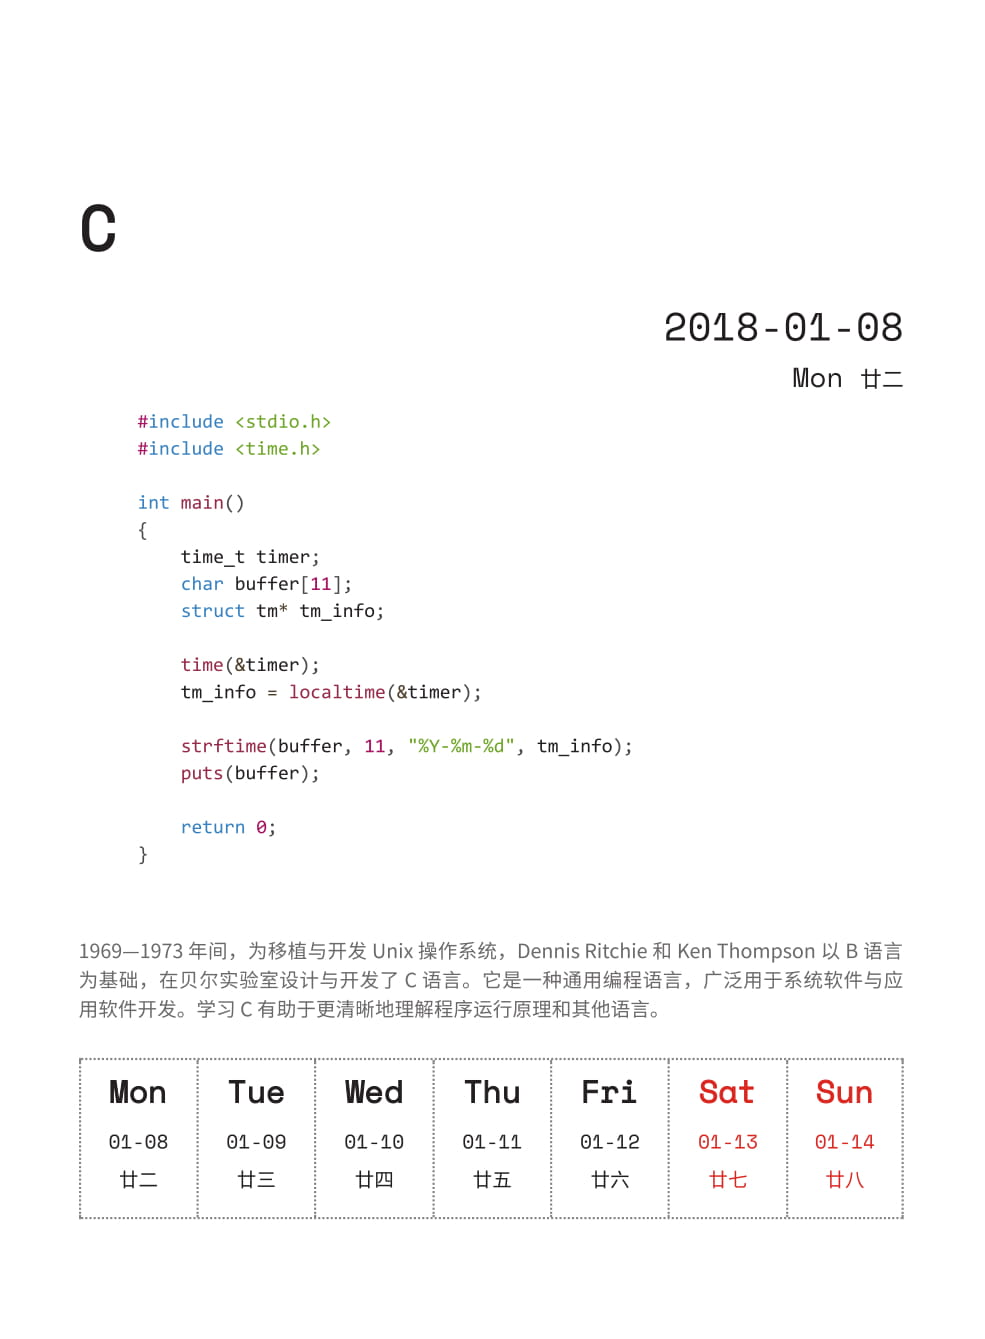 C
2018-01-08
Mon 廿二
#include <stdio.h>
#include <time.h>

int main()
{
    time_t timer;
    char buffer[11];
    struct tm* tm_info;

    time(&timer);
    tm_info = localtime(&timer);

    strftime(buffer, 11, "%Y-%m-%d", tm_info);
    puts(buffer);

    return 0;
}
1969—1973 年间，为移植与开发 Unix 操作系统，Dennis Ritchie 和 Ken Thompson 以 B 语言
为基础，在贝尔实验室设计与开发了 C 语言。它是一种通用编程语言，广泛用于系统软件与应
用软件开发。学习 C 有助于更清晰地理解程序运行原理和其他语言。
Mon Tue Wed Thu Fri Sat Sun
01-08 01-09 01-10 01-11 01-12 01-13 01-14
廿二 廿三 廿四 廿五 廿六 廿七 廿八